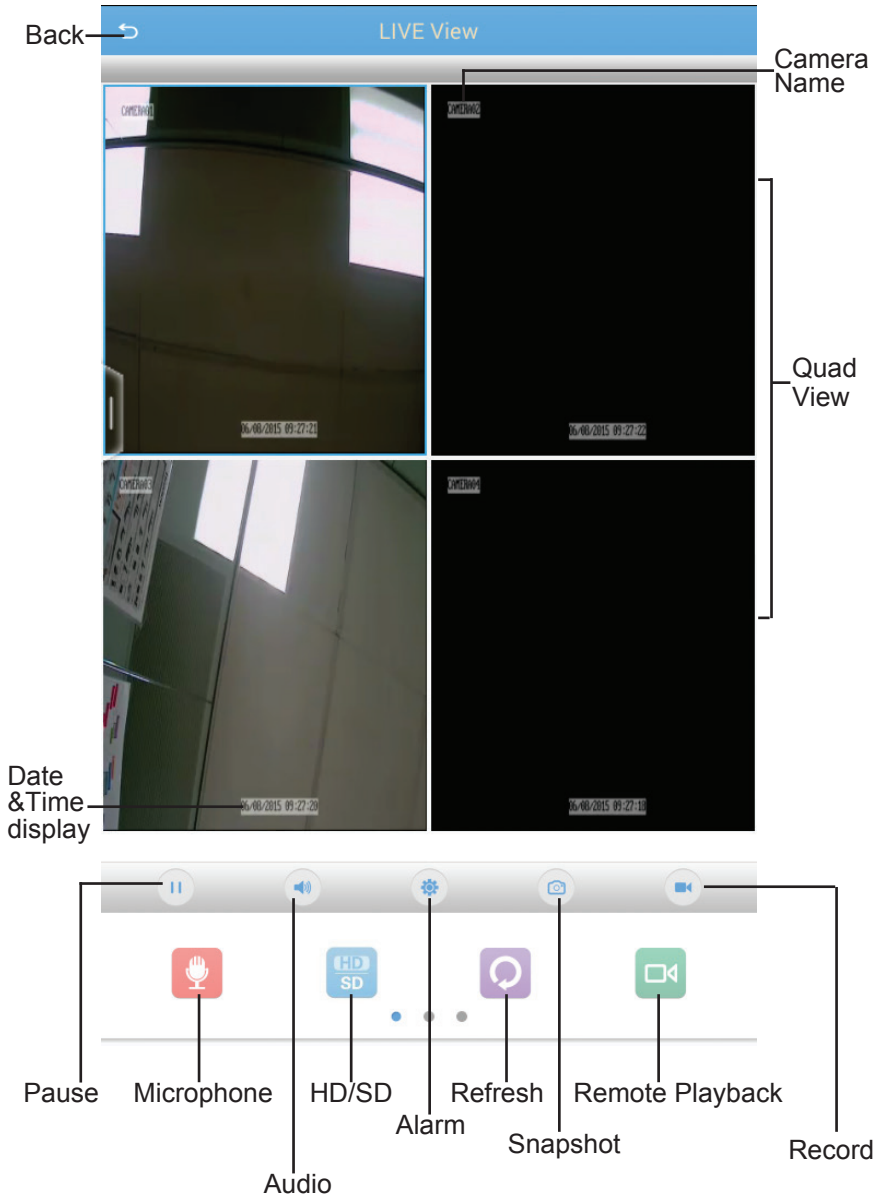 Back
LIVE View
Camera
Name
CAMERA01
CAMERA02
Quad
View
06/08/2015 09:27:21
06/08/2015 09:27:22
CAMERA03
CAMERA04
Date
&Time
display
06/08/2015 09:27:20
06/08/2015 09:27:18
HD
SD
Pause
Microphone
HD/SD
Refresh
Remote Playback
Alarm
Snapshot
Record
Audio